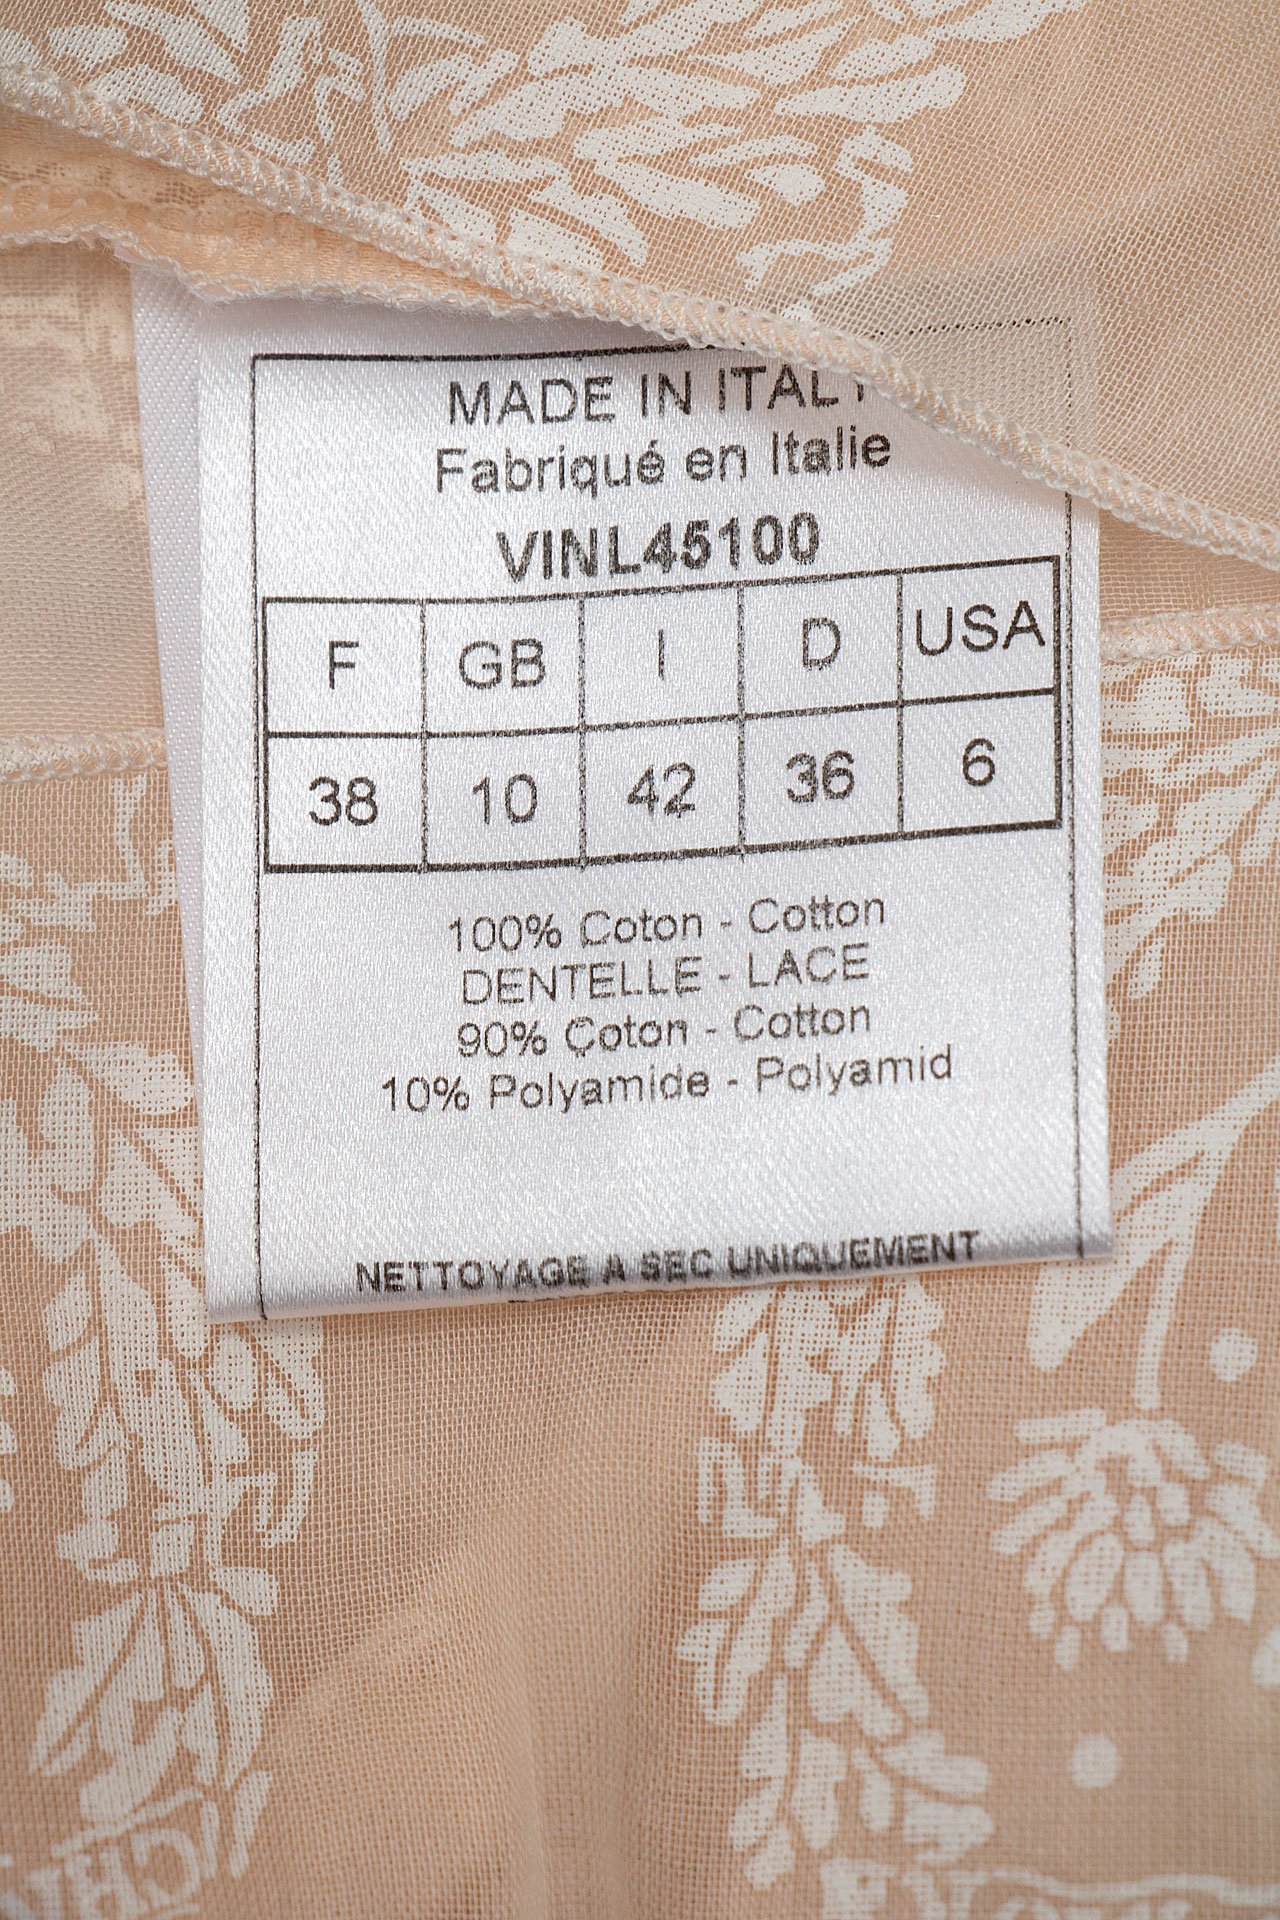 MADE IN ITALY
Fabriqué en Italie
VINL45100
F GB I D USA
38 10 42 36 6
100% Coton - Cotton
DENTELLE - LACE
90% Coton - Cotton
10% Polyamide - Polyamid
NETTOYAGE A SEC UNIQUEMENT